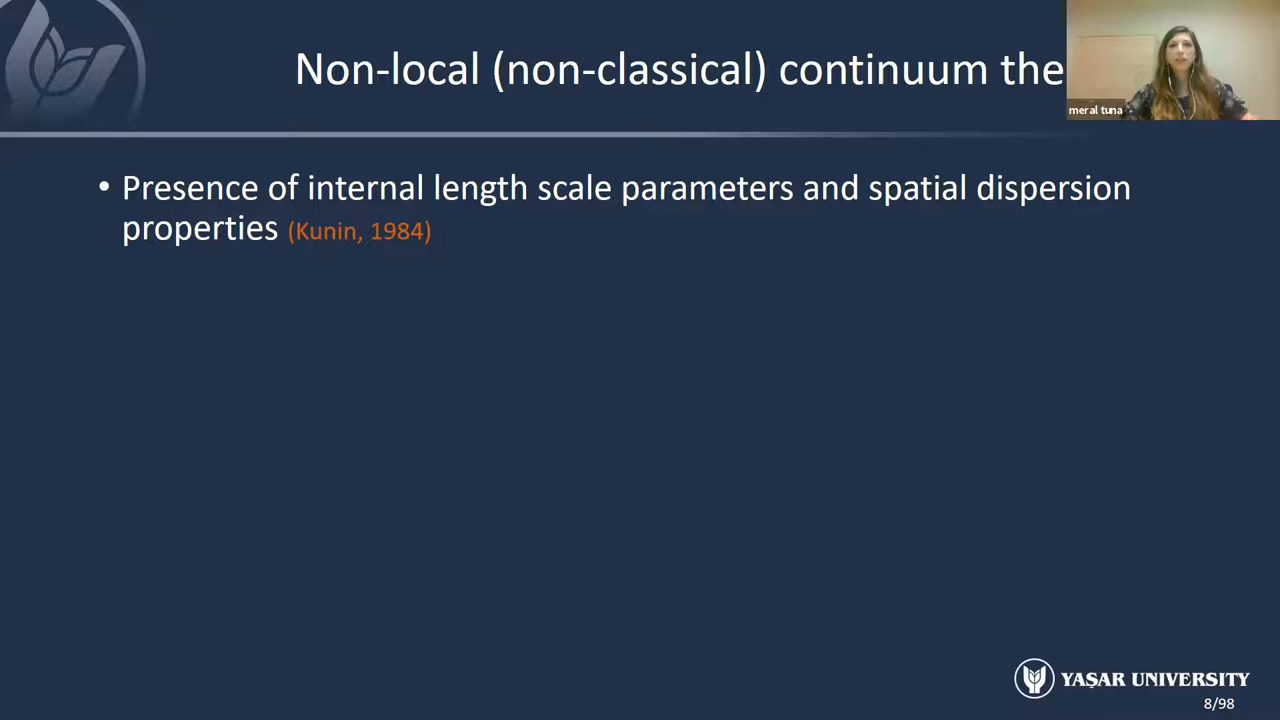 Non-local (non-classical) continuum the
meral tuna
• Presence of internal length scale parameters and spatial dispersion
properties (Kunin, 1984)
YAŞAR UNIVERSITY
8/98